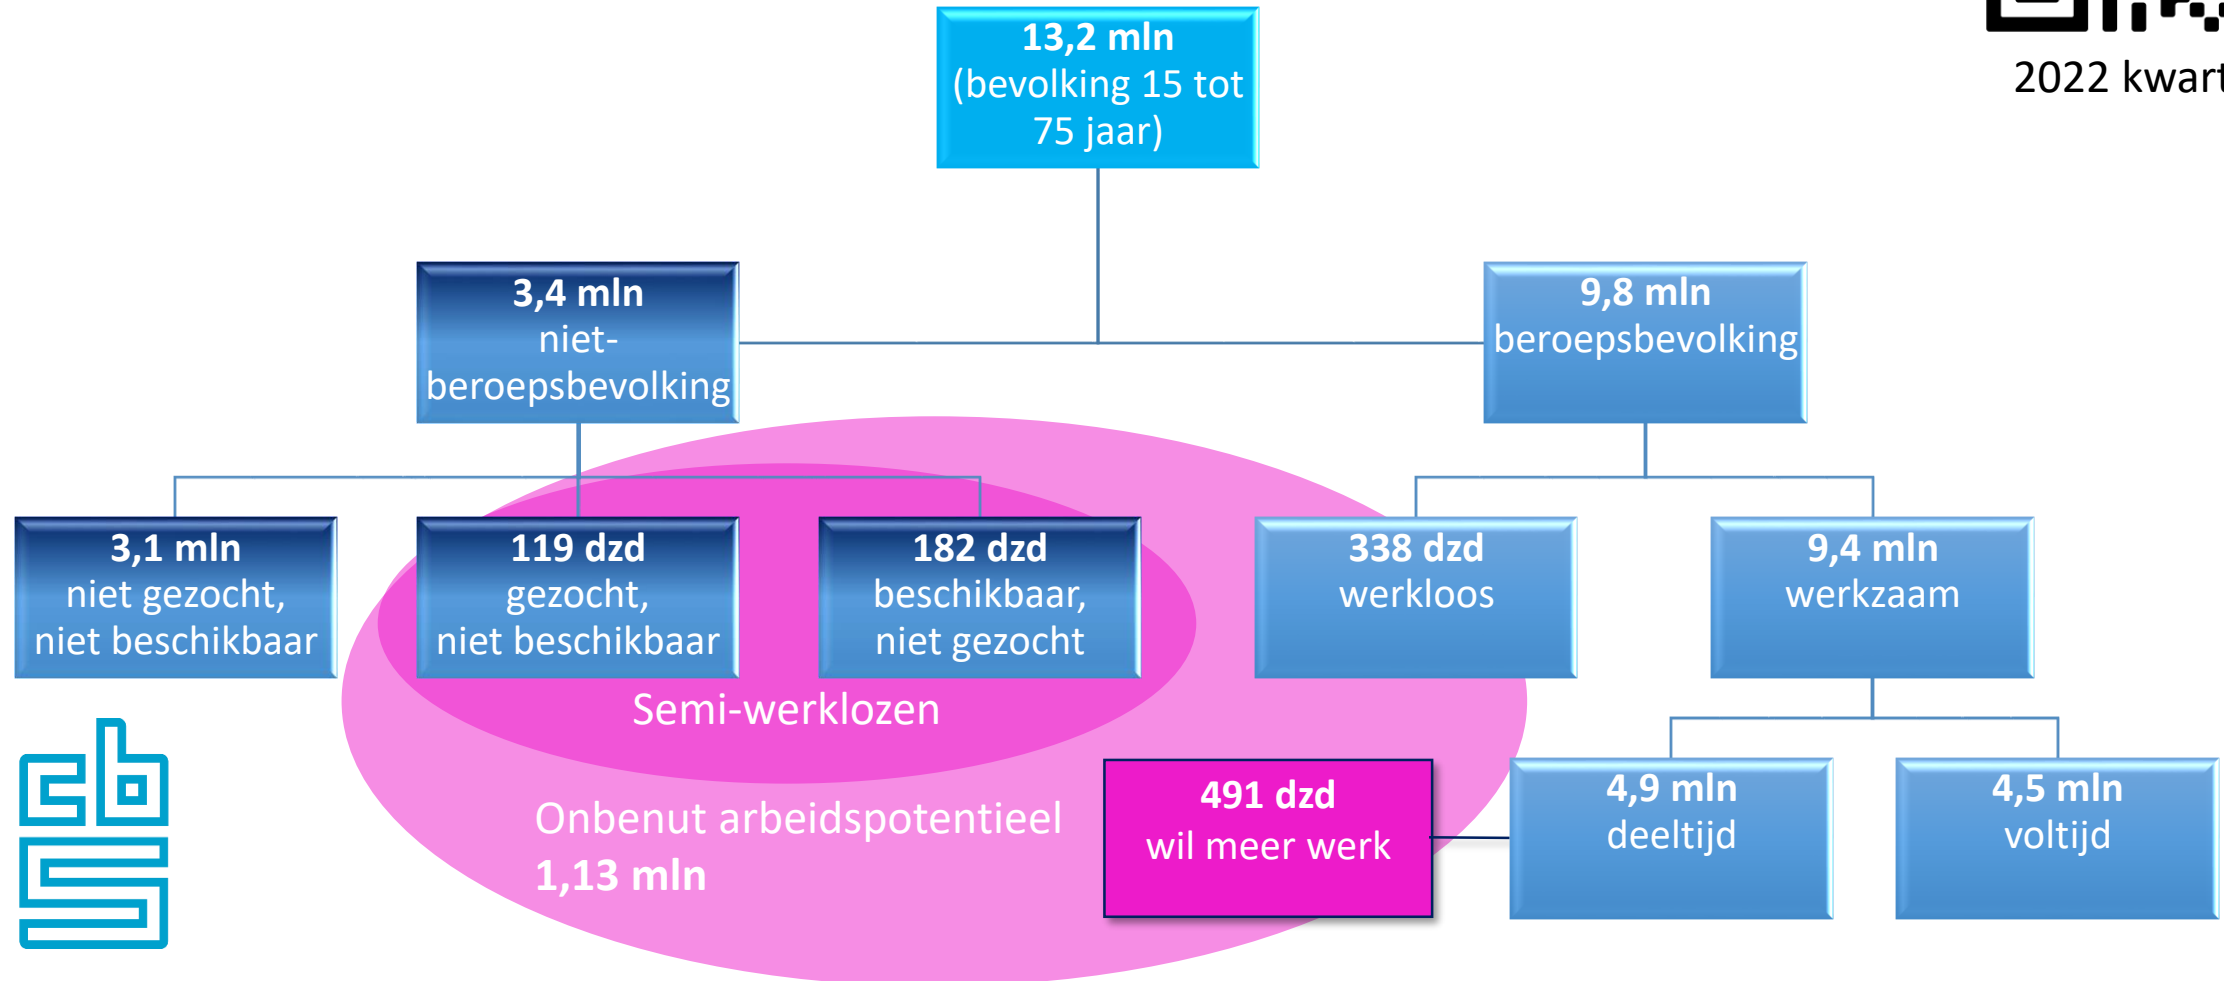 13,2 mln
(bevolking 15 tot
75 jaar)
2022
3,4 mln
niet-
beroepsbevolking
9,8 mln
beroepsbevolking
3,1 mln
niet gezocht,
niet beschikbaar
119 dzd
gezocht,
niet beschikbaar
182 dzd
beschikbaar,
niet gezocht
338 dzd
werkloos
9,4 mln
werkzaam
Semi-werklozen
Onbenut arbeidspotentieel
1,13 mln
491 dzd
wil meer werk
4,9 mln
deeltijd
4,5 mln
voltijd
cbs